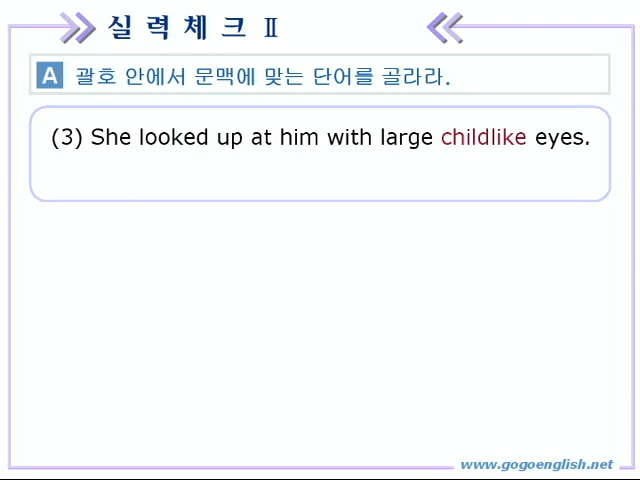 실 력 체 크 Ⅱ
A 괄호 안에서 문맥에 맞는 단어를 골라라.
(3) She looked up at him with large childlike eyes.
www.gogoenglish.net